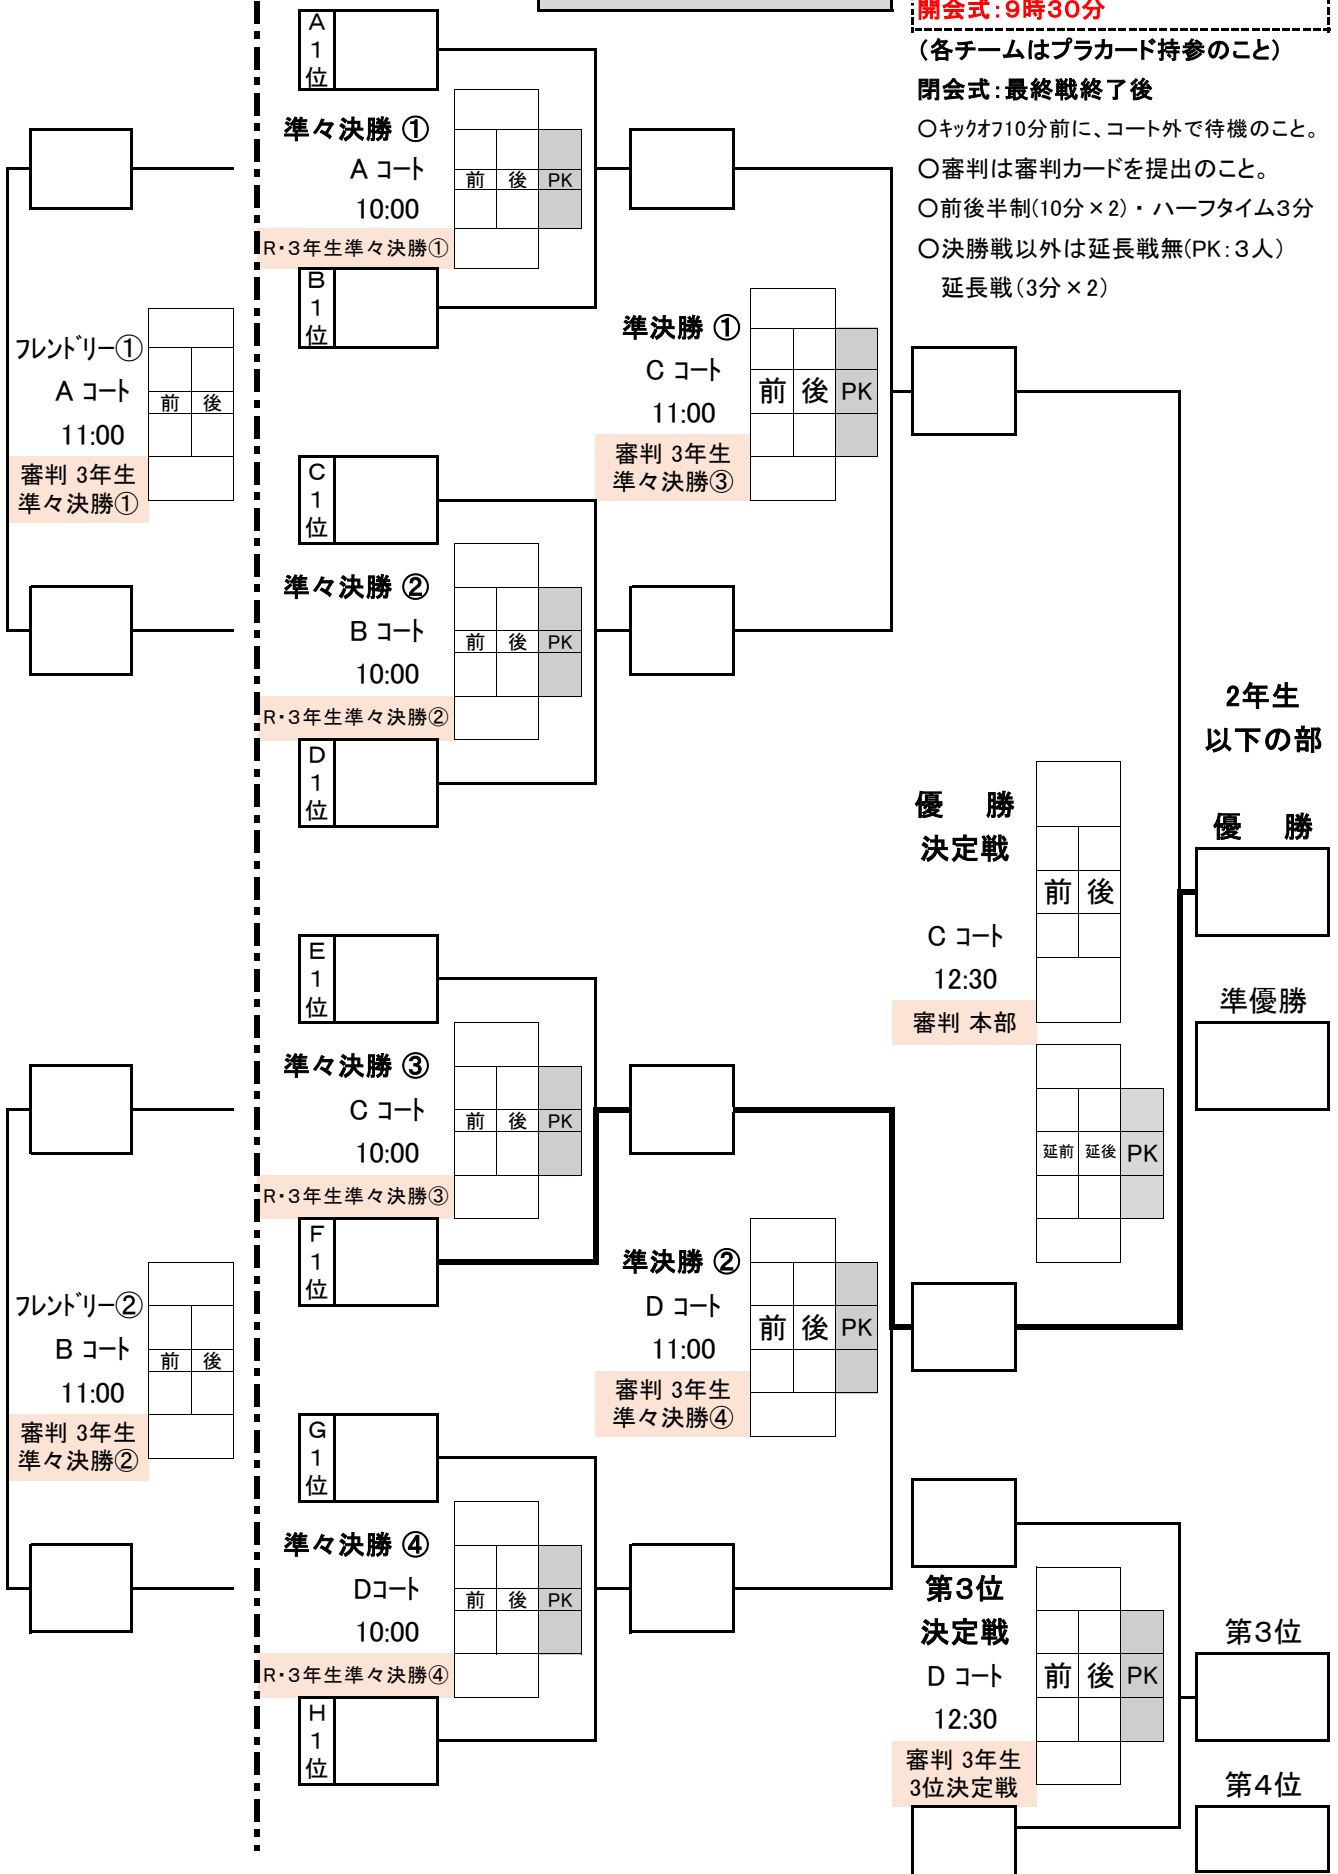 開会式：９時３０分
（各チームはプラカード持参のこと）
閉会式：最終戦終了後
○ｷｯｸｵﾌ10分前に、コート外で待機のこと。
○審判は審判カードを提出のこと。
○前後半制(10分×2)・ ハーフタイム３分
○決勝戦以外は延長戦無(PK：３人）
延長戦（3分×2）
A
1
位
準々決勝 ①
A コート
10:00
R・３年生準々決勝①
前 後 PK
B
1
位
フレンドリー①
A コート
11:00
審判 3年生
準々決勝①
前 後
準決勝 ①
C コート
11:00
審判 3年生
準々決勝③
前 後 PK
C
1
位
準々決勝 ②
B コート
10:00
R・３年生準々決勝②
前 後 PK
D
1
位
2年生
以下の部
優 勝
決定戦
C コート
12:30
審判 本部
前 後
延前 延後 PK
優 勝
準優勝
E
1
位
準々決勝 ③
C コート
10:00
R・３年生準々決勝③
前 後 PK
F
1
位
フレンドリー②
B コート
11:00
審判 3年生
準々決勝②
前 後
準決勝 ②
D コート
11:00
審判 3年生
準々決勝④
前 後 PK
G
1
位
準々決勝 ④
Dコート
10:00
R・３年生準々決勝④
前 後 PK
H
1
位
第３位
決定戦
D コート
12:30
審判 3年生
3位決定戦
前 後 PK
第３位
第４位